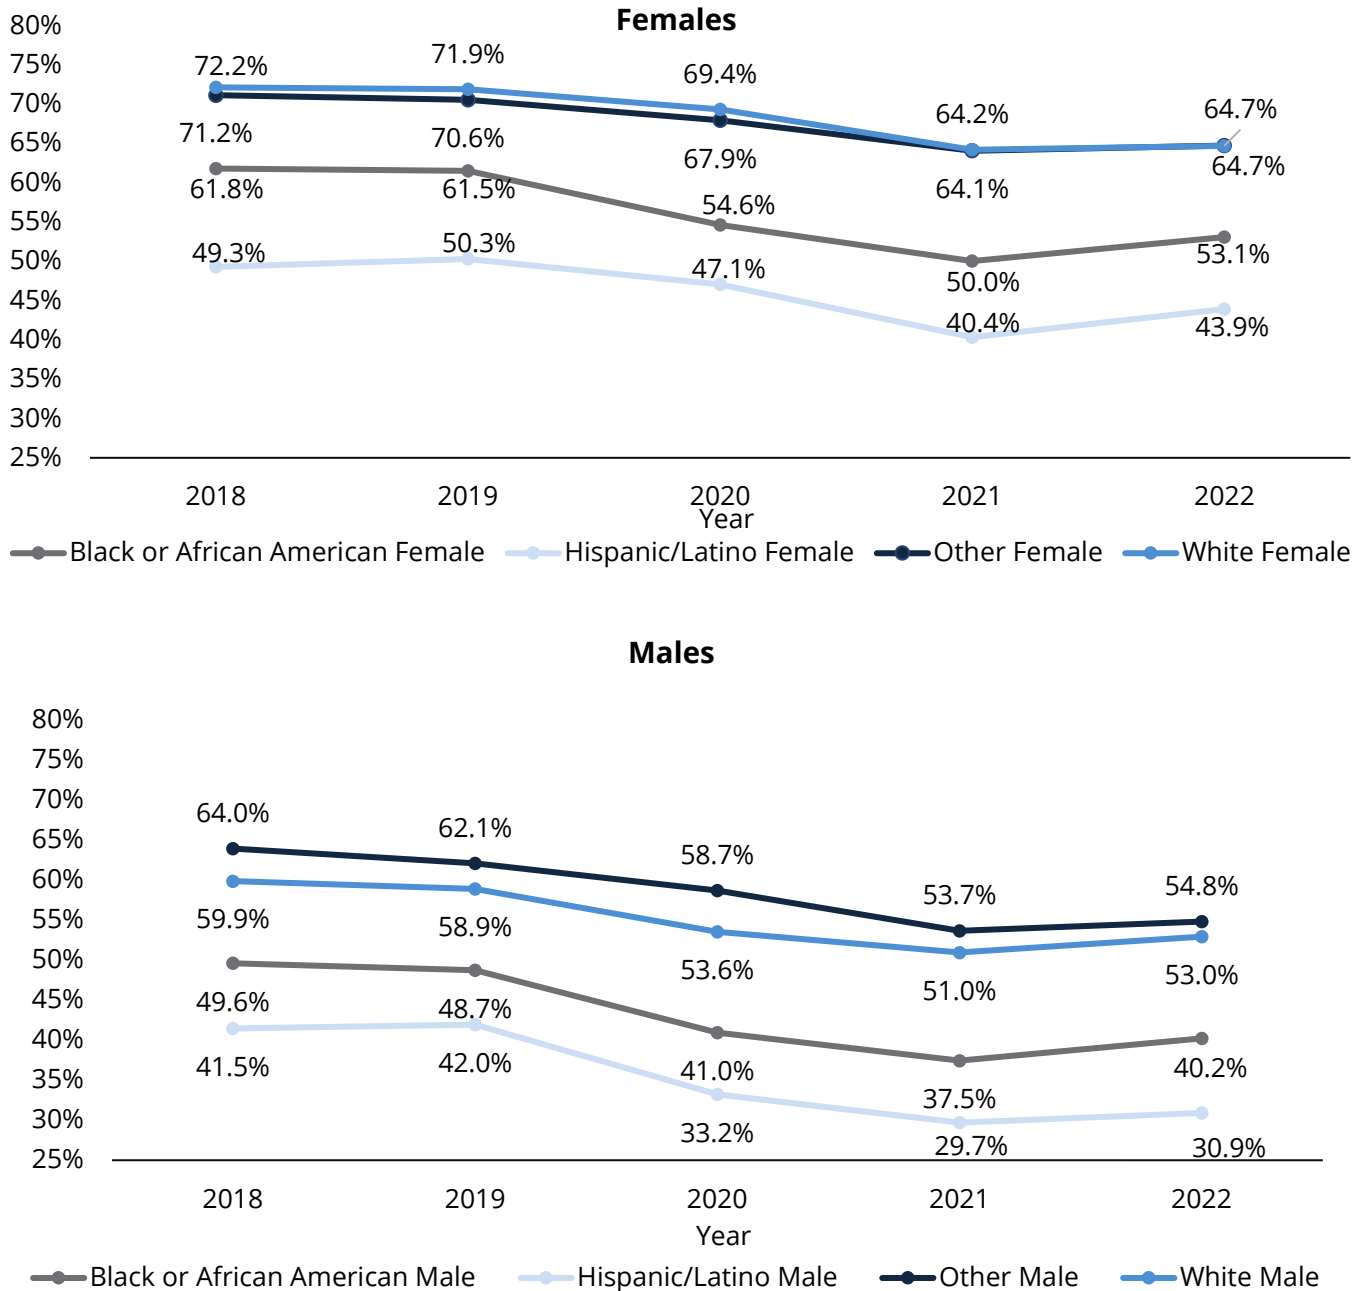 Females
80%
75%
70%
65%
60%
55%
50%
45%
40%
35%
30%
25%
72.2% 71.9% 69.4% 64.2% 64.7%
71.2% 70.6% 67.9% 64.1% 64.7%
61.8% 61.5% 54.6% 50.0% 53.1%
49.3% 50.3% 47.1% 40.4% 43.9%
2018 2019 2020 2021 2022
Year
Black or African American Female Hispanic/Latino Female Other Female White Female
Males
80%
75%
70%
65%
60%
55%
50%
45%
40%
35%
30%
25%
64.0% 62.1% 58.7% 53.7% 54.8%
59.9% 58.9% 53.6% 51.0% 53.0%
49.6% 48.7% 41.0% 37.5% 40.2%
41.5% 42.0% 33.2% 29.7% 30.9%
2018 2019 2020 2021 2022
Year
Black or African American Male Hispanic/Latino Male Other Male White Male